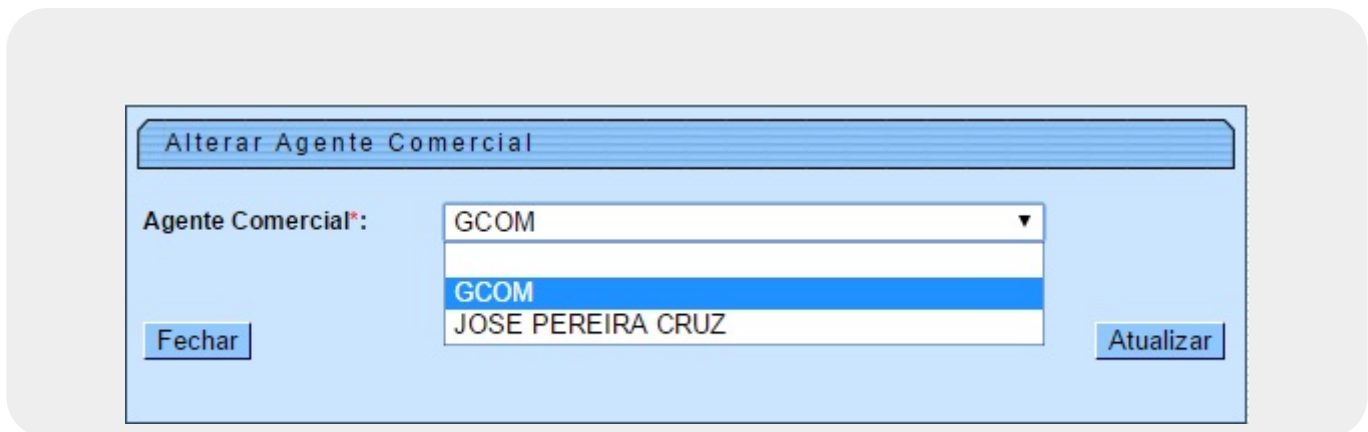 Alterar Agente Comercial
Agente Comercial*: GCOM
GCOM
JOSE PEREIRA CRUZ
Fechar Atualizar